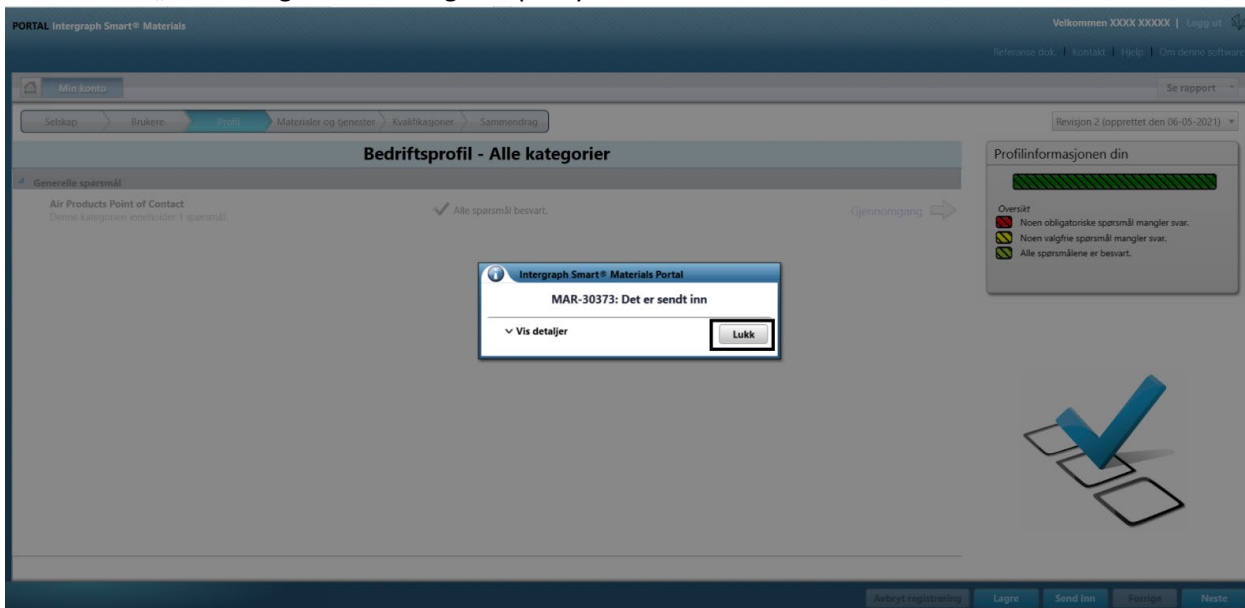 PORTAL Intergraph Smart® Materials
Velkommen XXXX XXXXX | Logg ut
Referanse dok. | Kontakt | Hjelp | Om denne software
Min konto
Se rapport
Selskap Brukere Profil Materialer og tjenester Kvalifikasjoner Sammendrag
Revisjon 2 (opprettet den 06-05-2021)
Bedriftsprofil - Alle kategorier
Generelle spørsmål
Air Products Point of Contact
Denne kategorien inneholder 1 spørsmål.
Alle spørsmål besvart.
Gjennomgang
Profilinformasjonen din
Oversikt
Noen obligatoriske spørsmål mangler svar.
Noen valgfrie spørsmål mangler svar.
Alle spørsmålene er besvart.
Intergraph Smart® Materials Portal
MAR-30373: Det er sendt inn
Vis detaljer
Lukk
Avbryt registrering Lagre Send inn Forrige Neste